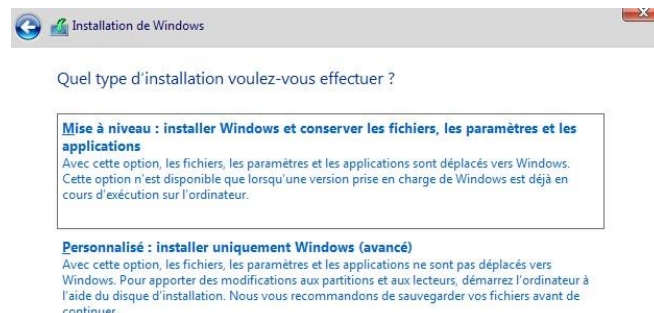 Installation de Windows
Quel type d'installation voulez-vous effectuer ?
Mise à niveau : installer Windows et conserver les fichiers, les paramètres et les
applications
Avec cette option, les fichiers, les paramètres et les applications sont déplacés vers Windows.
Cette option n'est disponible que lorsqu'une version prise en charge de Windows est déjà en
cours d'exécution sur l'ordinateur.
Personnalisé : installer uniquement Windows (avancé)
Avec cette option, les fichiers, les paramètres et les applications ne sont pas déplacés vers
Windows. Pour apporter des modifications aux partitions et aux lecteurs, démarrez l'ordinateur à
l'aide du disque d'installation. Nous vous recommandons de sauvegarder vos fichiers avant de
continuer.